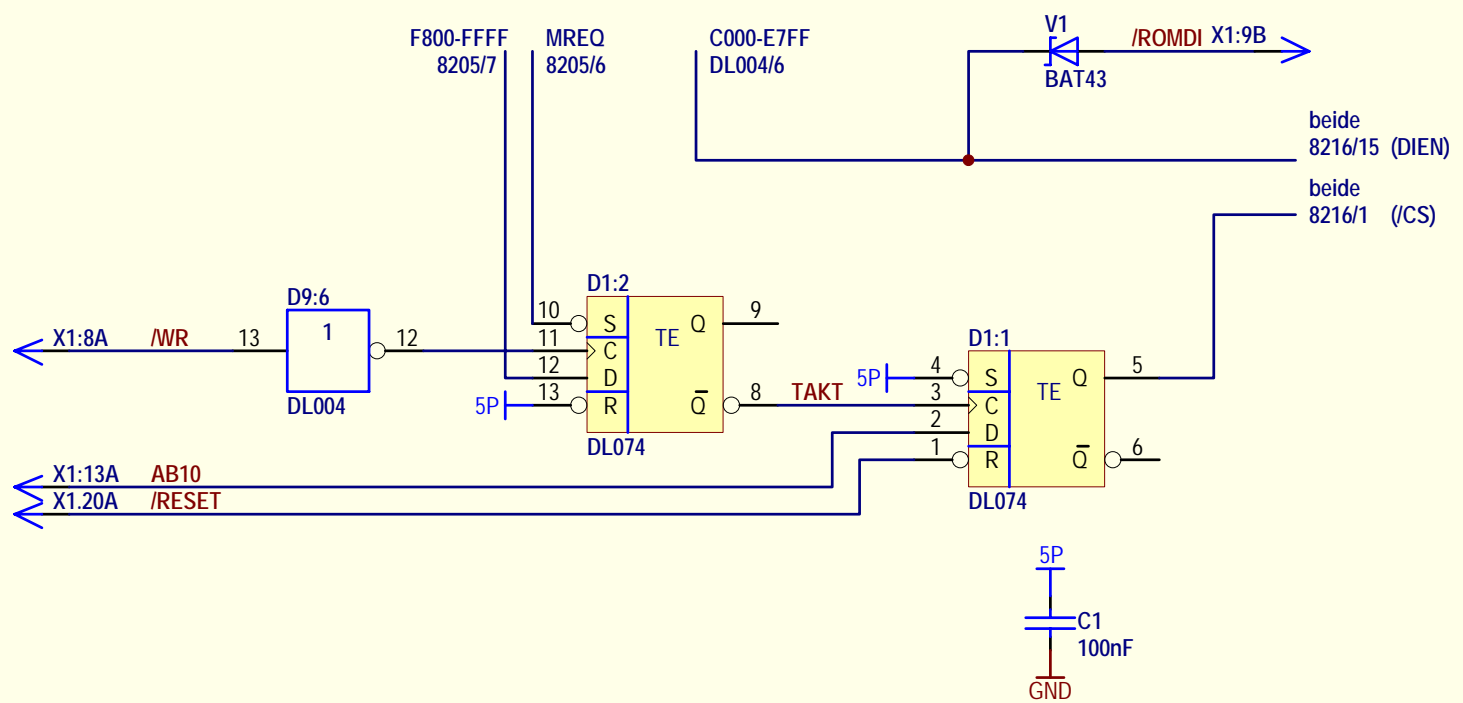 F800-FFFF
8205/7
MREQ
8205/6
C000-E7FF
DL004/6
V1
BAT43
/ROMDI X1:9B
beide
8216/15 (DIEN)
beide
8216/1 (/CS)
X1:8A /WR
13
D9:6
1
DL004
12
D1:2
10
11
12
13
5P
S
C
D
R
TE
Q
Q
DL074
9
8
TAKT
D1:1
5P
4
3
2
1
S
C
D
R
TE
Q
Q
DL074
5
6
X1:13A AB10
X1.20A /RESET
5P
C1
100nF
GND